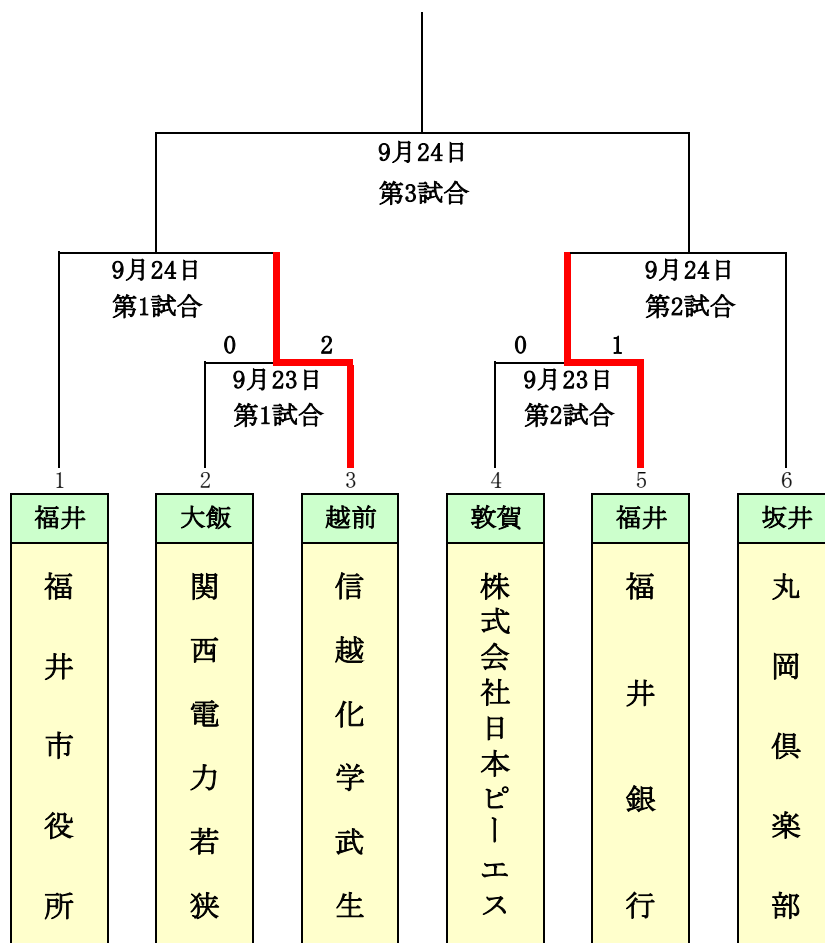 9月24日
第3試合
9月24日
第1試合
9月24日
第2試合
0 2
0 1
9月23日
第1試合
9月23日
第2試合
1 2 3 4 5 6
福井 大飯 越前 敦賀 福井 坂井
福井市役所
関西電力若狭
信越化学武生
株式会社日本ピーエス
福井銀行
丸岡倶楽部